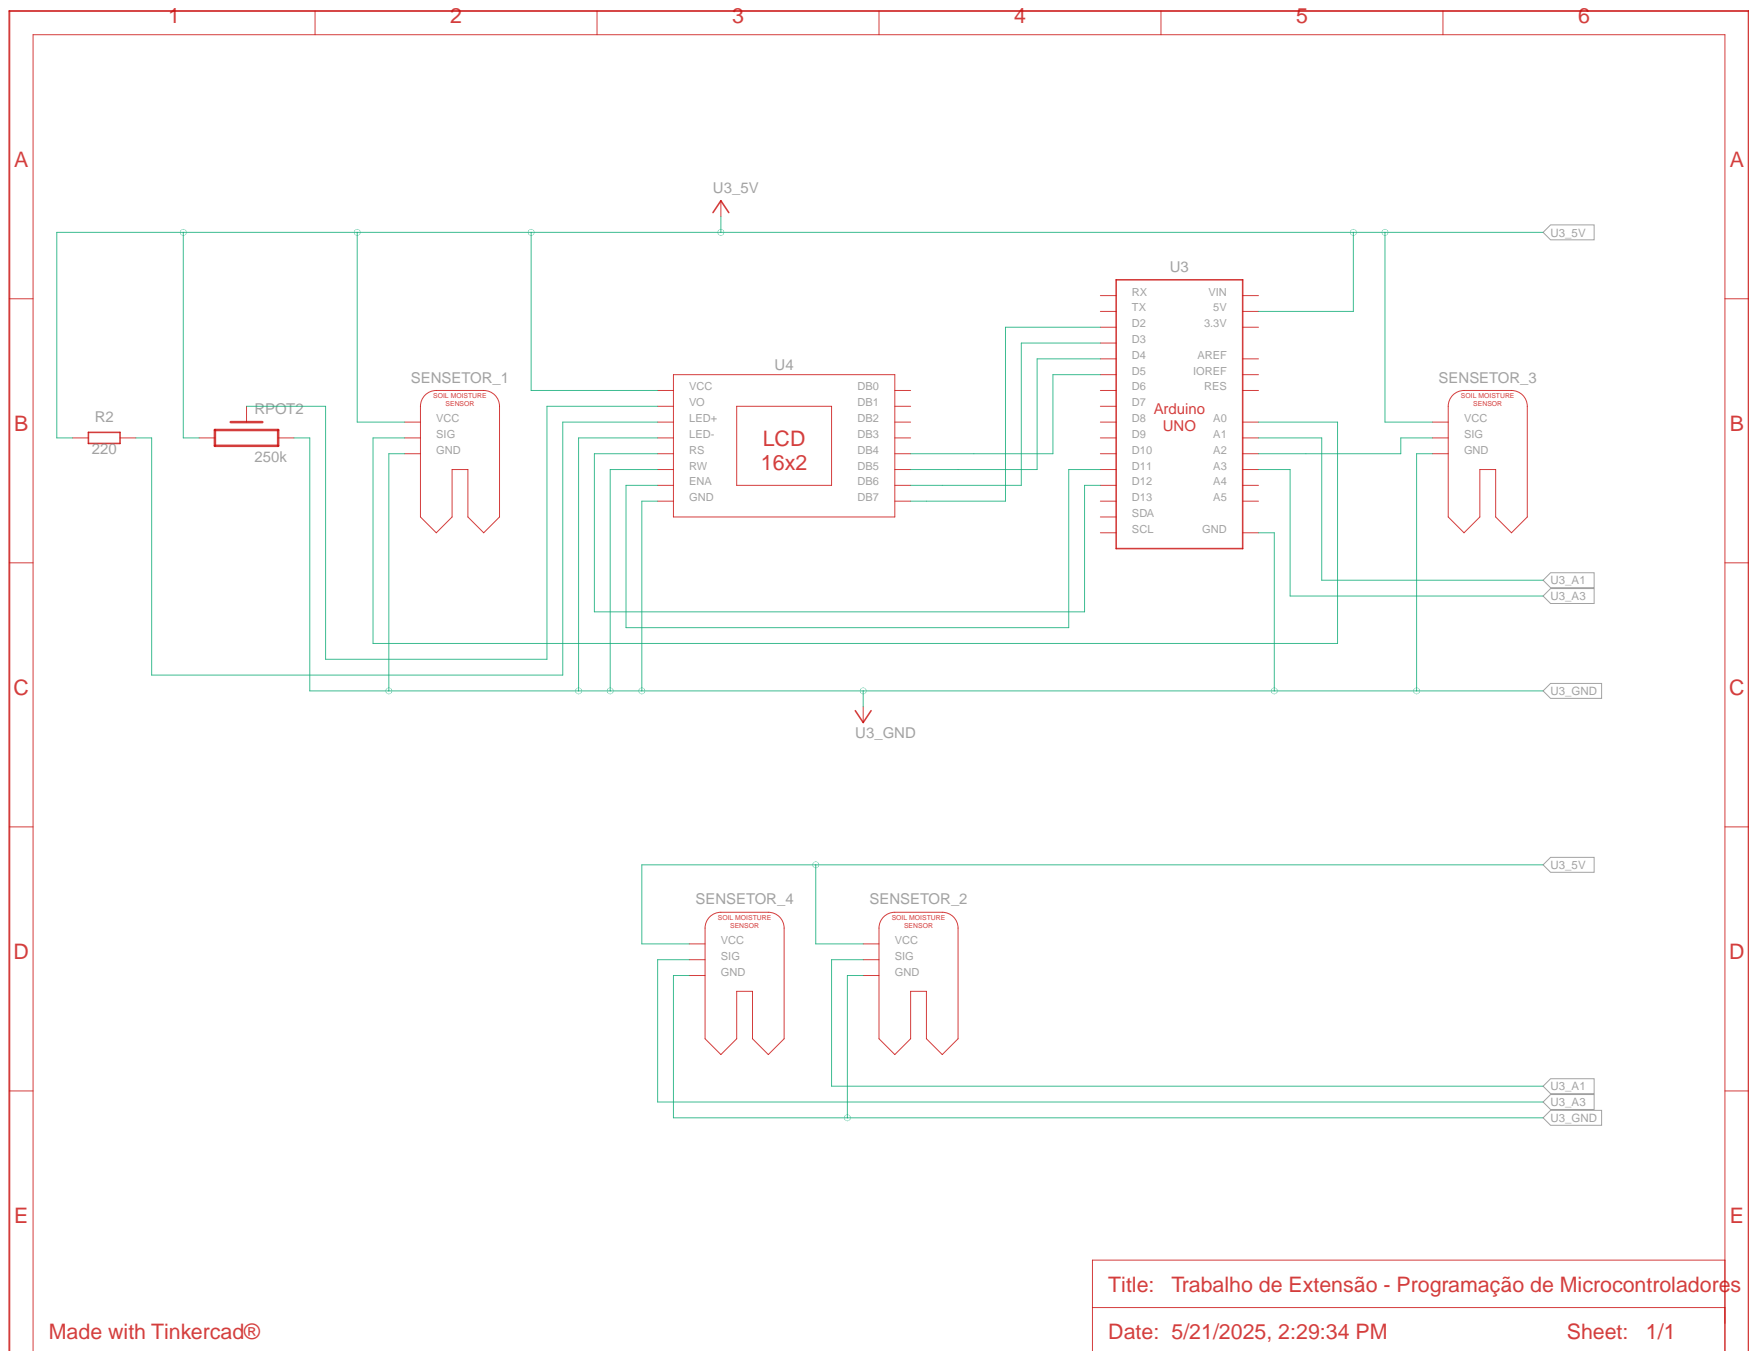 1 2 3 4 5 6
A A
U3_5V
U3_5V
U3
B B
U4
SENSETOR_1
SOIL MOISTURE
SENSOR
VCC
SIG
GND
R2
220
RPOT2
250k
VCC DB0
VO DB1
LED+ DB2
LED- DB3
RS DB4
RW DB5
ENA DB6
GND DB7
LCD
16x2
RX VIN
TX 5V
D2 3.3V
D3
D4 AREF
D5 IOREF
D6 RES
D7
D8 A0
D9 A1
D10 A2
D11 A3
D12 A4
D13 A5
SDA
SCL GND
Arduino
UNO
SENSETOR_3
SOIL MOISTURE
SENSOR
VCC
SIG
GND
U3_A1
U3_A3
C C
U3_GND
U3_GND
U3_5V
D D
SENSETOR_4
SOIL MOISTURE
SENSOR
VCC
SIG
GND
SENSETOR_2
SOIL MOISTURE
SENSOR
VCC
SIG
GND
U3_A1
U3_A3
U3_GND
E E
Title: Trabalho de Extensão - Programação de Microcontroladores
Made with Tinkercad®
Date: 5/21/2025, 2:29:34 PM Sheet: 1/1